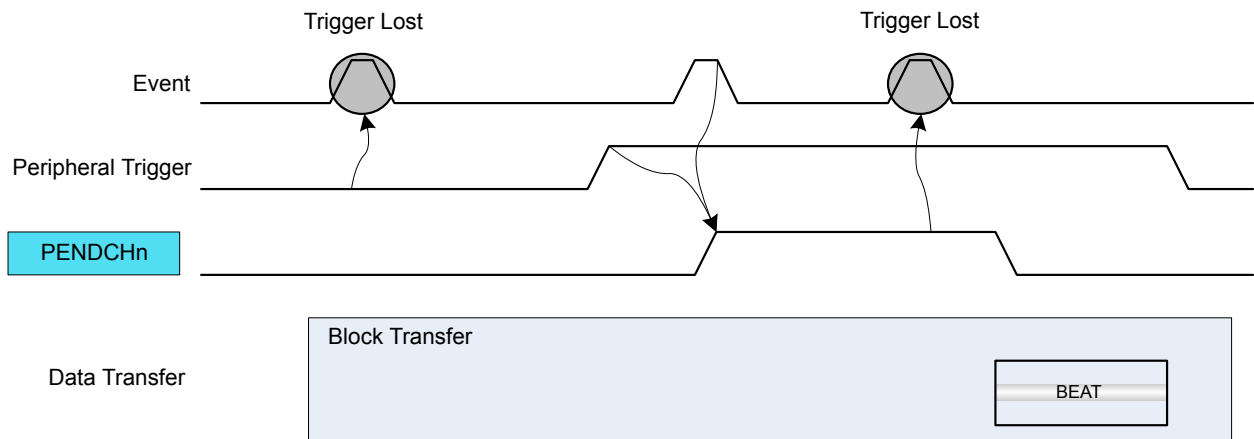 Trigger Lost
Trigger Lost
Event
Peripheral Trigger
PENDCHn
Block Transfer
Data Transfer
BEAT